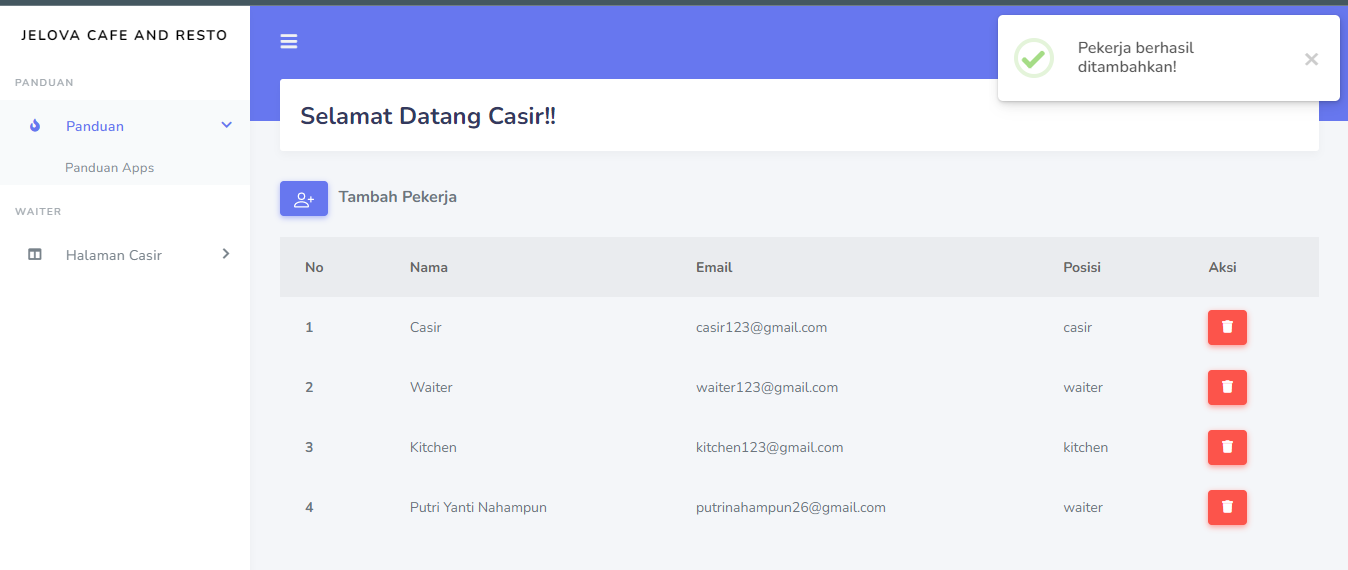 JELOVA CAFE AND RESTO
PANDUAN
Panduan
Panduan Apps
WAITER
Halaman Casir
Pekerja berhasil
ditambahkan!
Selamat Datang Casir!!
Tambah Pekerja
No Nama Email Posisi Aksi
1 Casir casir123@gmail.com casir
2 Waiter waiter123@gmail.com waiter
3 Kitchen kitchen123@gmail.com kitchen
4 Putri Yanti Nahampun putrinahampun26@gmail.com waiter